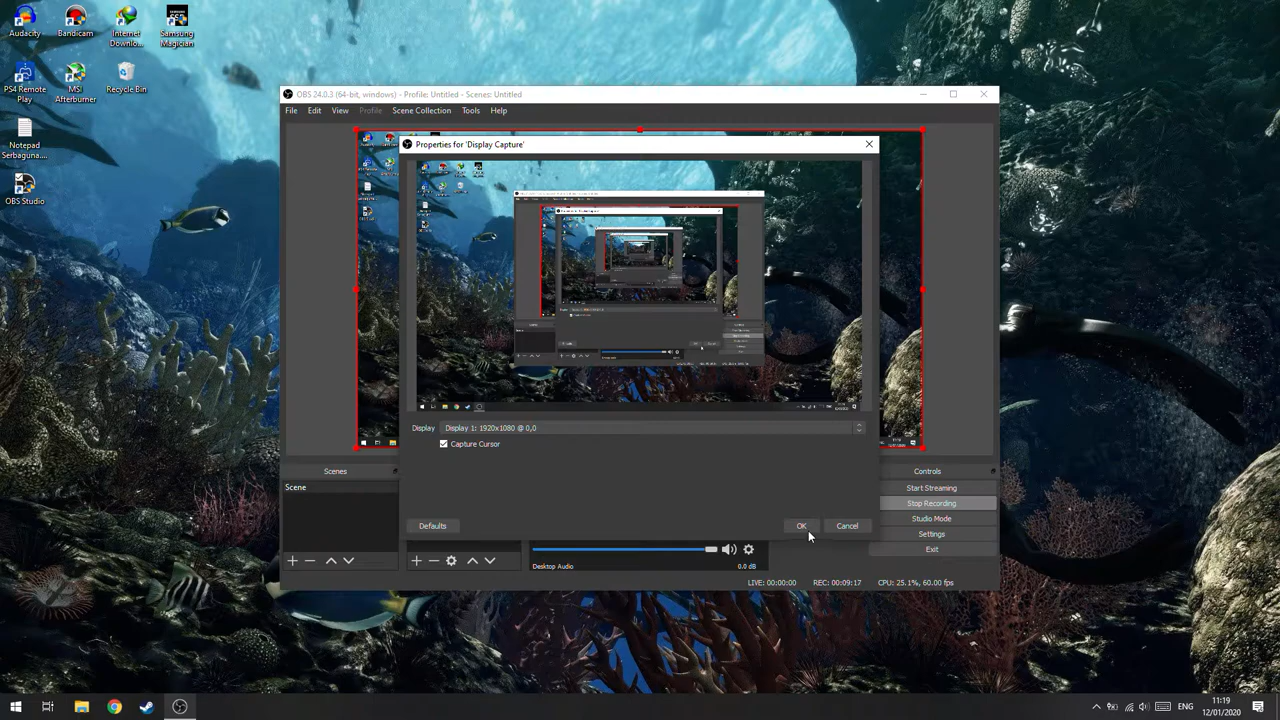 Audacity
Bandicam
Internet Downlo...
Samsung Magician
PS4 Remote Play
MSI Afterburner
Recycle Bin
Notepad Serbaguna....
OBS Studio
OBS 24.0.3 (64-bit, windows) - Profile: Untitled - Scenes: Untitled
File Edit View Profile Scene Collection Tools Help
Properties for 'Display Capture'
Display Display 1: 1920x1080 @ 0,0
Capture Cursor
Defaults OK Cancel
Scenes
Scene
Controls
Start Streaming
Stop Recording
Studio Mode
Settings
Exit
Desktop Audio 0.0 dB
LIVE: 00:00:00 REC: 00:09:17 CPU: 25.1%, 60.00 fps
ENG
11:19
12/01/2020